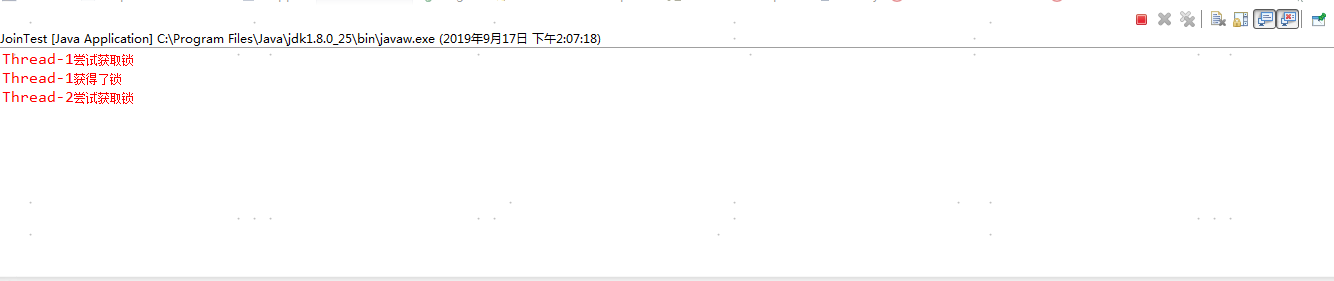 JoinTest [Java Application] C:\Program Files\Java\jdk1.8.0_25\bin\javaw.exe (2019年9月17日 下午2:07:18)
Thread-1尝试获取锁
Thread-1获得了锁
Thread-2尝试获取锁